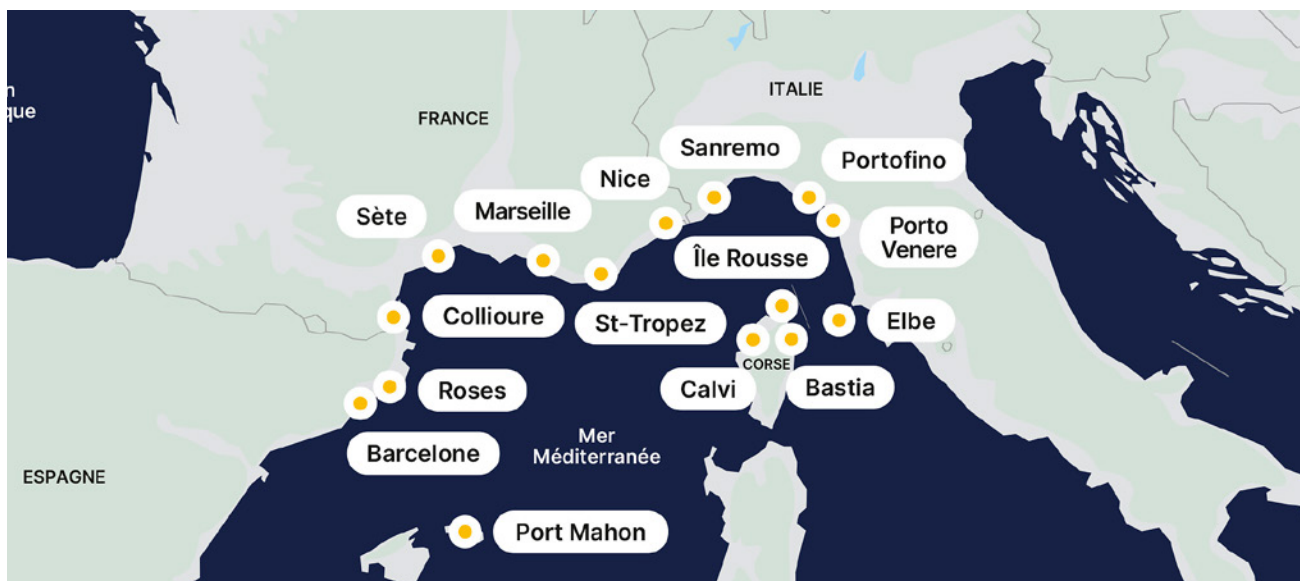 n
que
FRANCE
ITALIE
Sanremo
Portofino
Nice
Sète
Marseille
Porto
Venere
Île Rousse
Collioure
St-Tropez
Elbe
CORSE
Calvi
Bastia
Roses
Barcelone
Mer
Méditerranée
ESPAGNE
Port Mahon